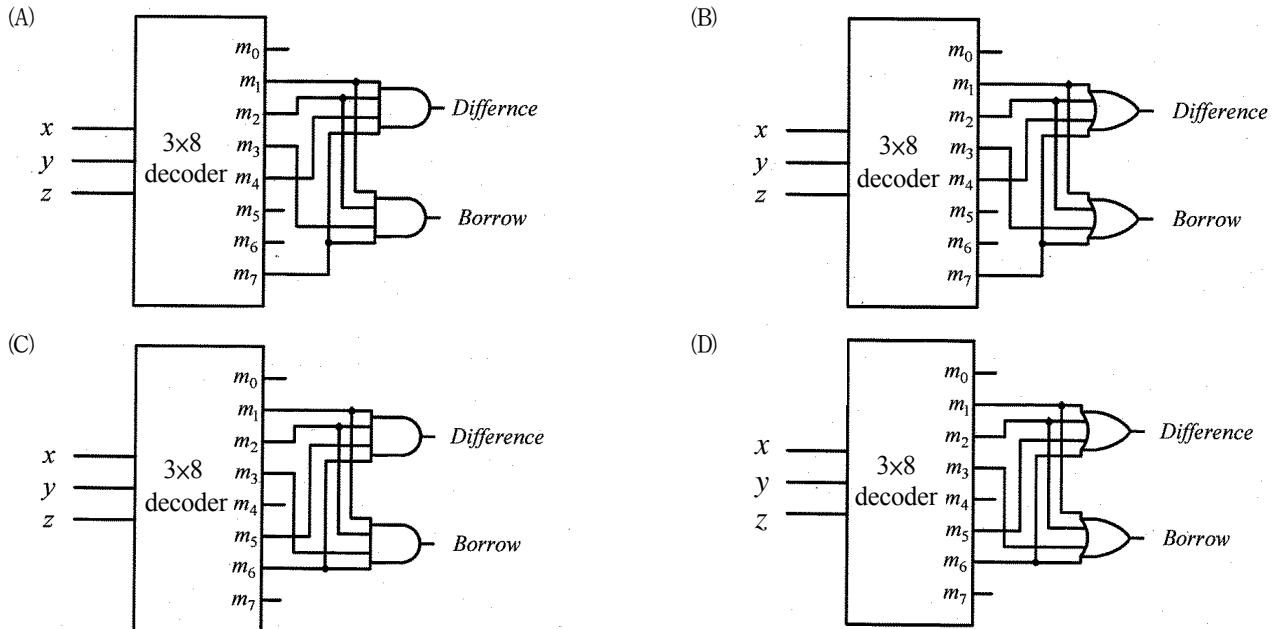 (A)
m0
m1
m2
m3
m4
m5
m6
m7
x
y
z
3×8
decoder
Differnce
Borrow
(B)
m0
m1
m2
m3
m4
m5
m6
m7
x
y
z
3×8
decoder
Difference
Borrow
(C)
m0
m1
m2
m3
m4
m5
m6
m7
x
y
z
3×8
decoder
Difference
Borrow
(D)
m0
m1
m2
m3
m4
m5
m6
m7
x
y
z
3×8
decoder
Difference
Borrow